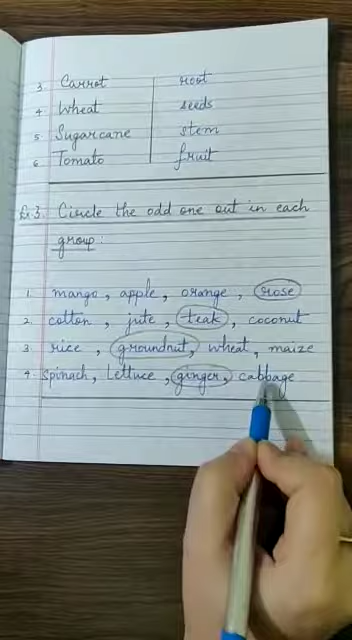 3. Carrot root
4. Wheat seeds
5. Sugarcane stem
6. Tomato fruit
Ex 3. Circle the odd one out in each
group:
1. mango, apple, orange, rose
2. cotton, jute, teak, coconut
3. rice, groundnut, wheat, maize
4. Spinach, Lettuce, ginger, cabbage